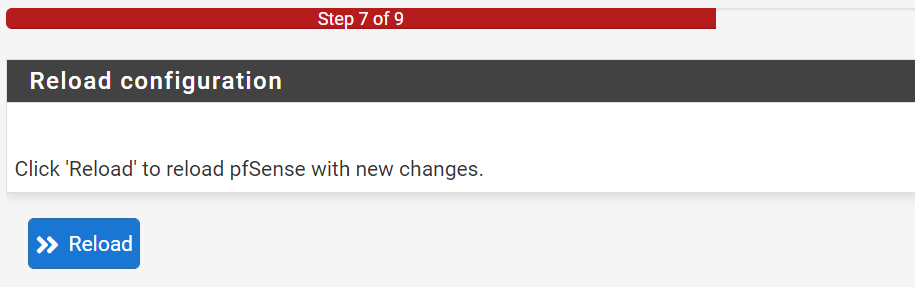 Step 7 of 9
Reload configuration
Click 'Reload' to reload pfSense with new changes.
Reload